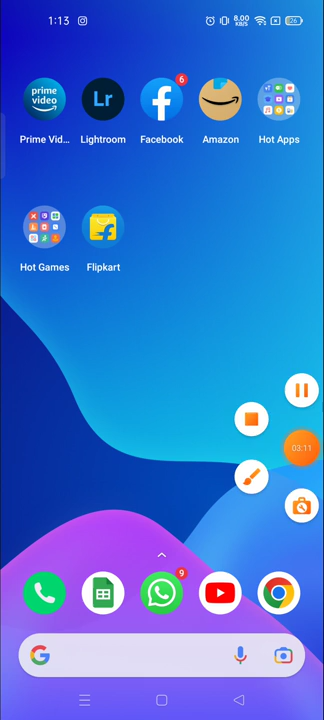 1:13 8.00 KB/S 26
prime video Lr 6
Prime Vid... Lightroom Facebook Amazon Hot Apps
Hot Games Flipkart
03:11
9